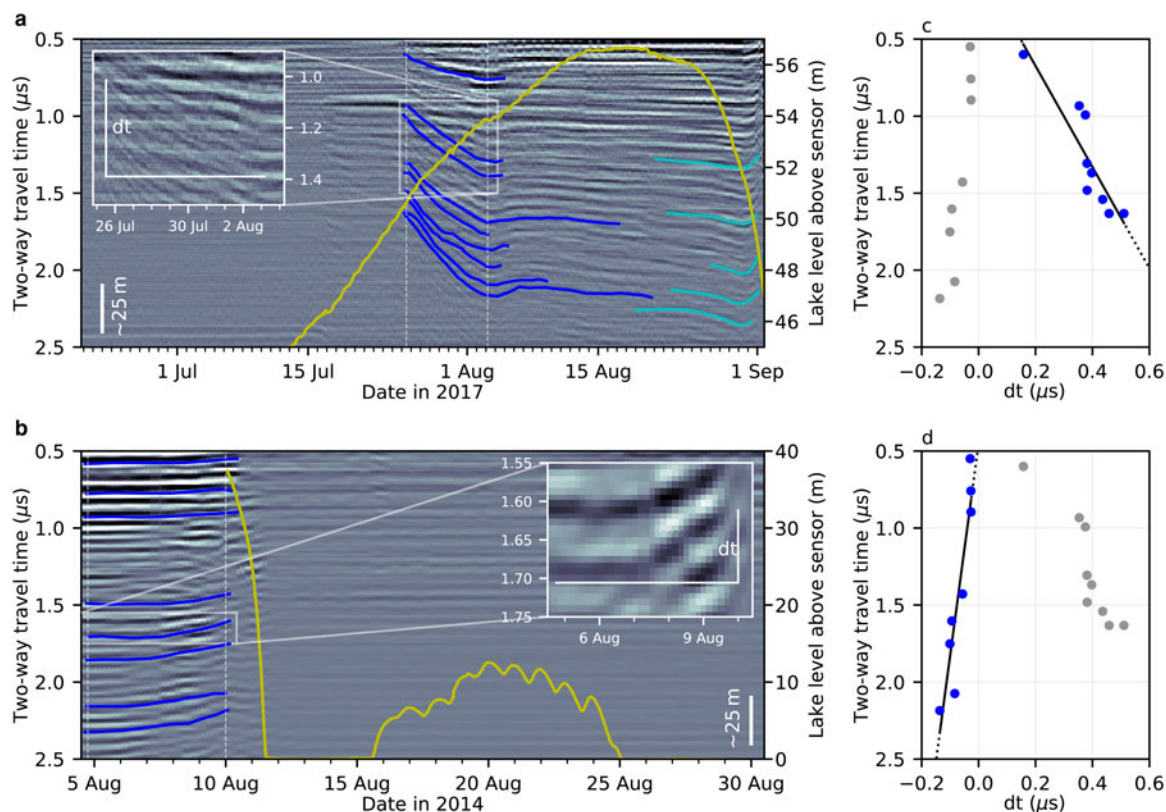 a
0.5
1.0
1.5
2.0
2.5
Two-way travel time (μs)
dt
1.0
1.2
1.4
26 Jul
30 Jul
2 Aug
~25 m
56
54
52
50
48
46
Lake level above sensor (m)
1 Jul
15 Jul
1 Aug
15 Aug
1 Sep
Date in 2017
c
0.5
1.0
1.5
2.0
2.5
Two-way travel time (μs)
−0.2
0.0
0.2
0.4
0.6
dt (μs)
b
0.5
1.0
1.5
2.0
2.5
Two-way travel time (μs)
1.55
1.60
1.65
1.70
1.75
dt
6 Aug
9 Aug
~25 m
40
30
20
10
0
Lake level above sensor (m)
5 Aug
10 Aug
15 Aug
20 Aug
25 Aug
30 Aug
Date in 2014
d
0.5
1.0
1.5
2.0
2.5
Two-way travel time (μs)
−0.2
0.0
0.2
0.4
0.6
dt (μs)